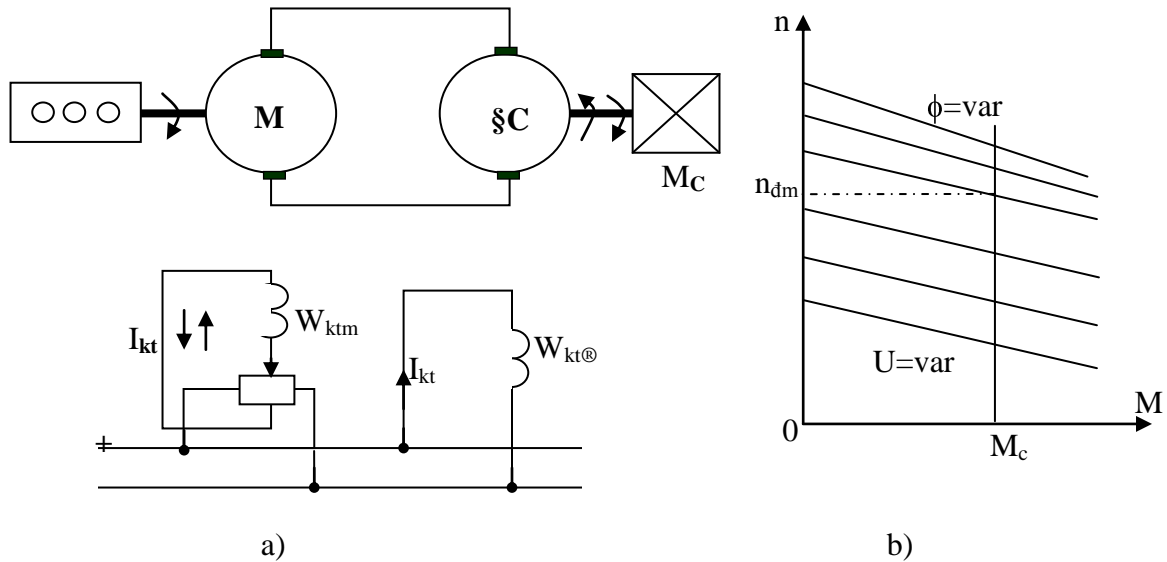 M
§C
M_C
I_kt
W_ktm
I_kt
W_kt®
+
a)
n
ϕ=var
n_đm
U=var
0
M_c
M
b)